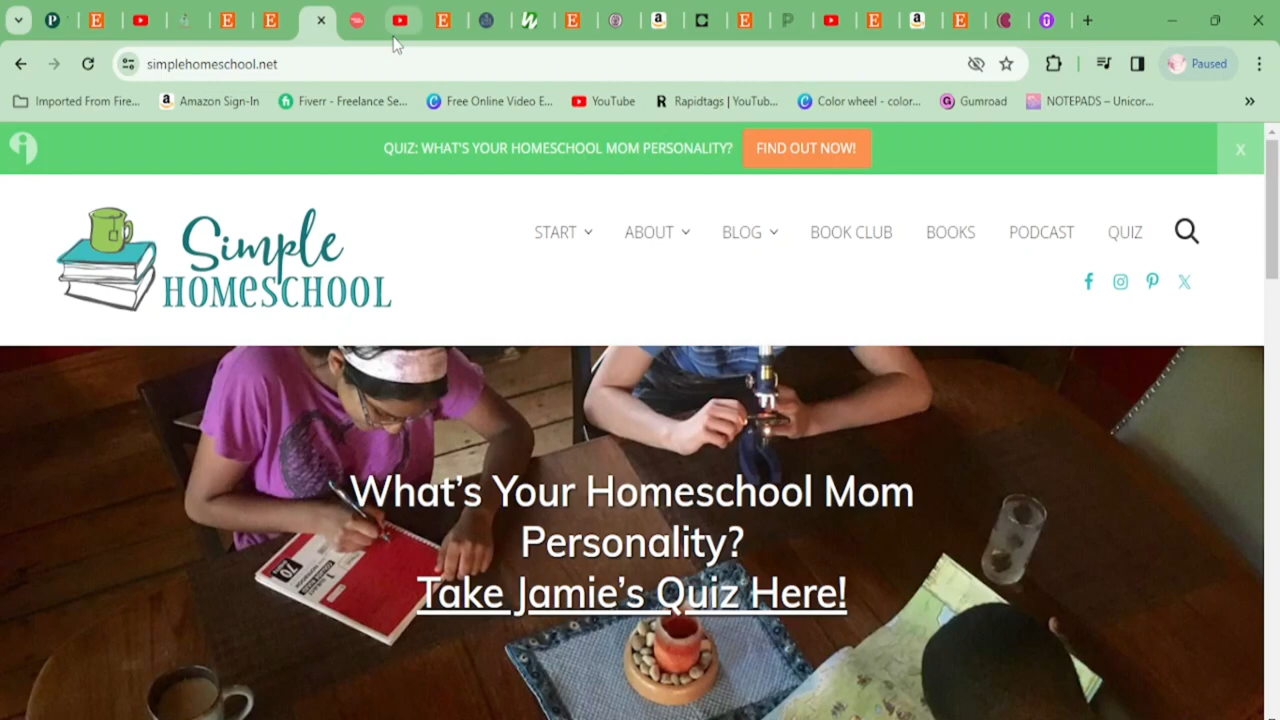 simplehomeschool.net
Paused
Imported From Fire...
Amazon Sign-In
Fiverr - Freelance Se...
Free Online Video E...
YouTube
Rapidtags | YouTub...
Color wheel - color...
Gumroad
NOTEPADS – Unicor...
QUIZ: WHAT'S YOUR HOMESCHOOL MOM PERSONALITY?
FIND OUT NOW!
X
Simple
HOMESCHOOL
START
ABOUT
BLOG
BOOK CLUB
BOOKS
PODCAST
QUIZ
What's Your Homeschool Mom
Personality?
Take Jamie's Quiz Here!
70